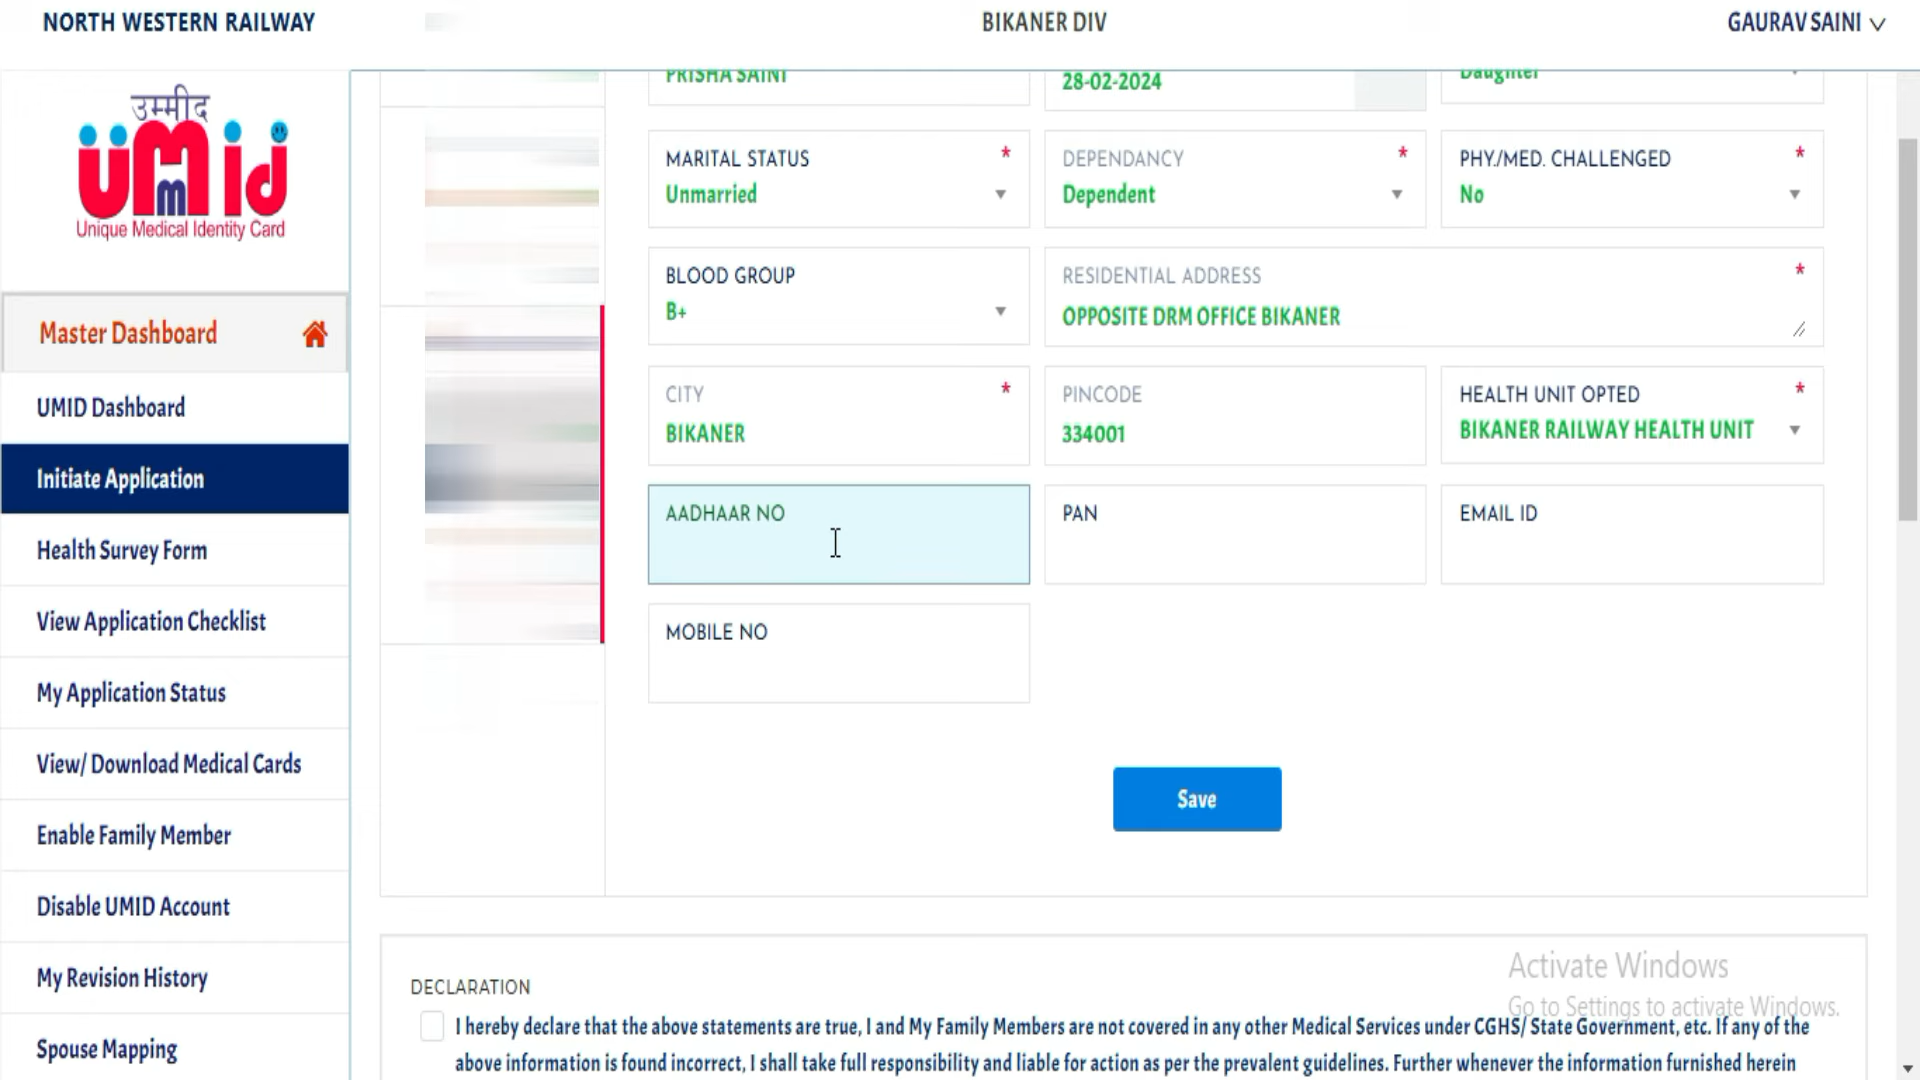 NORTH WESTERN RAILWAY
BIKANER DIV
GAURAV SAINI
उम्मीद
UMMID
Unique Medical Identity Card
Master Dashboard
UMID Dashboard
Initiate Application
Health Survey Form
View Application Checklist
My Application Status
View/ Download Medical Cards
Enable Family Member
Disable UMID Account
My Revision History
Spouse Mapping
PRISHA SAINI
28-02-2024
Daughter
MARITAL STATUS *
Unmarried
DEPENDANCY *
Dependent
PHY./MED. CHALLENGED *
No
BLOOD GROUP
B+
RESIDENTIAL ADDRESS *
OPPOSITE DRM OFFICE BIKANER
CITY *
BIKANER
PINCODE
334001
HEALTH UNIT OPTED *
BIKANER RAILWAY HEALTH UNIT
AADHAAR NO
PAN
EMAIL ID
MOBILE NO
Save
DECLARATION
I hereby declare that the above statements are true, I and My Family Members are not covered in any other Medical Services under CGHS/ State Government, etc. If any of the
above information is found incorrect, I shall take full responsibility and liable for action as per the prevalent guidelines. Further whenever the information furnished herein
Activate Windows
Go to Settings to activate Windows.